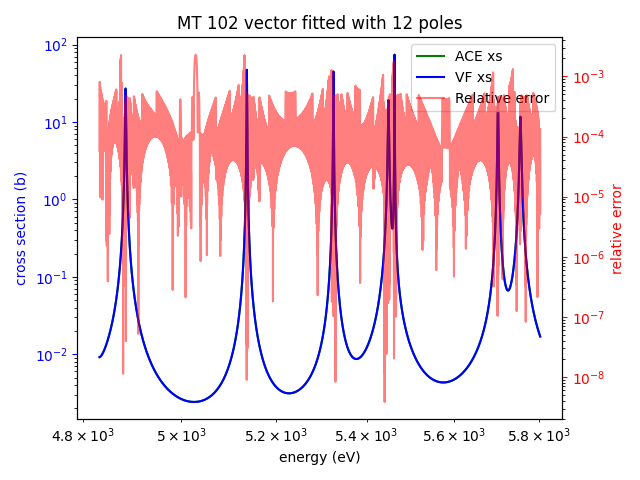 MT 102 vector fitted with 12 poles
ACE xs
VF xs
Relative error
cross section (b)
10²
10¹
10⁰
10⁻¹
10⁻²
relative error
10⁻³
10⁻⁴
10⁻⁵
10⁻⁶
10⁻⁷
10⁻⁸
4.8 × 10³ 5 × 10³ 5.2 × 10³ 5.4 × 10³ 5.6 × 10³ 5.8 × 10³
energy (eV)